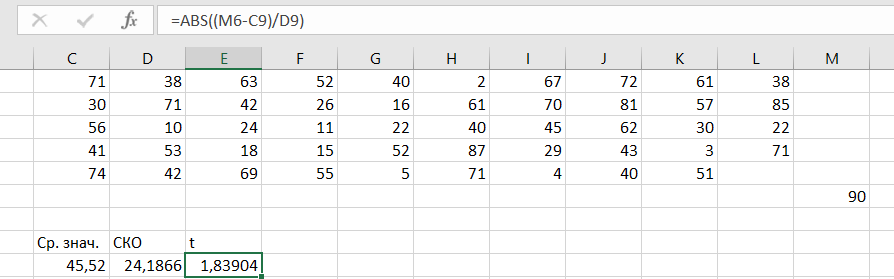 fx =ABS((M6-C9)/D9)
C D E F G H I J K L M
71 38 63 52 40 2 67 72 61 38
30 71 42 26 16 61 70 81 57 85
56 10 24 11 22 40 45 62 30 22
41 53 18 15 52 87 29 43 3 71
74 42 69 55 5 71 4 40 51
90
Ср. знач. СКО t
45,52 24,1866 1,83904